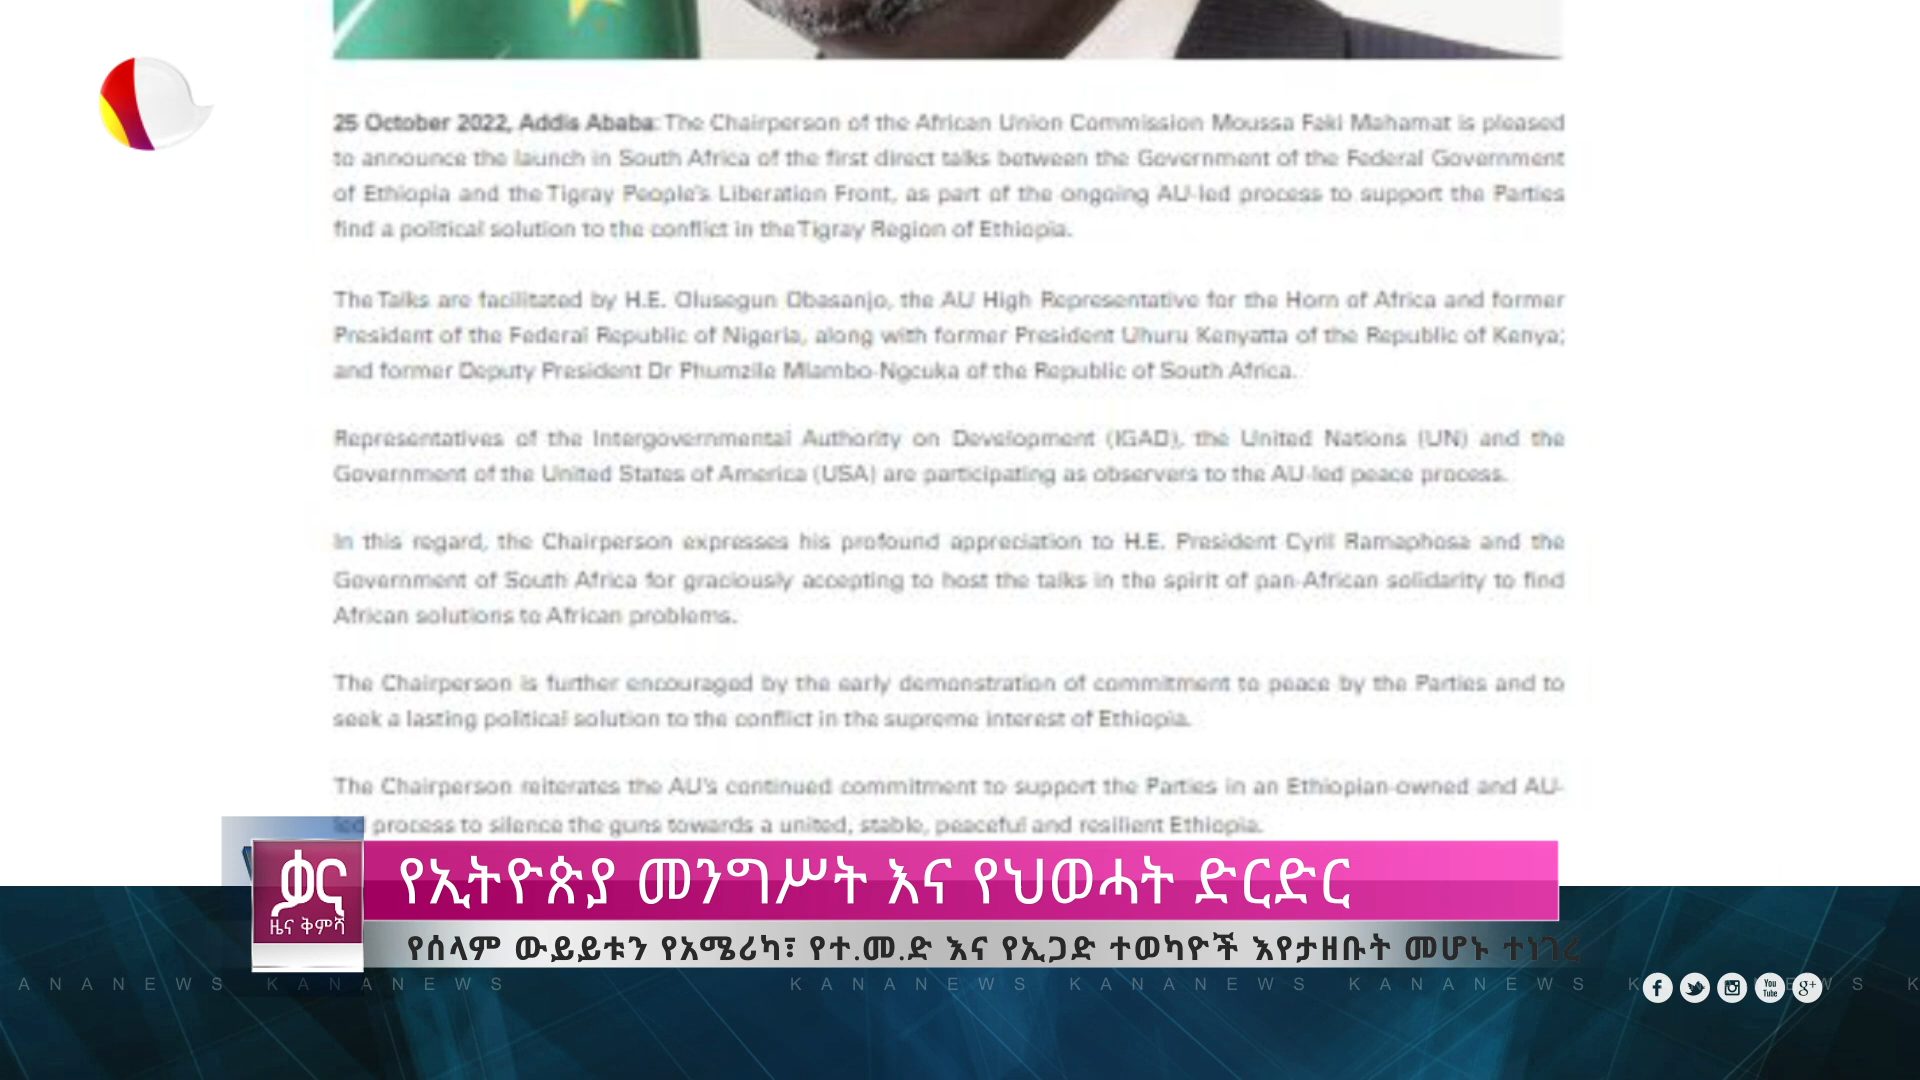 25 October 2022, Addis Ababa: The Chairperson of the African Union Commission Moussa Faki Mahamat is pleased
to announce the launch in South Africa of the first direct talks between the Government of the Federal Government
of Ethiopia and the Tigray People's Liberation Front, as part of the ongoing AU-led process to support the Parties
find a political solution to the conflict in the Tigray Region of Ethiopia.
The Talks are facilitated by H.E. Olusegun Obasanjo, the AU High Representative for the Horn of Africa and former
President of the Federal Republic of Nigeria, along with former President Uhuru Kenyatta of the Republic of Kenya;
and former Deputy President Dr Phumzile Mlambo-Ngcuka of the Republic of South Africa.
Representatives of the Intergovernmental Authority on Development (IGAD), the United Nations (UN) and the
Government of the United States of America (USA) are participating as observers to the AU-led peace process.
In this regard, the Chairperson expresses his profound appreciation to H.E. President Cyril Ramaphosa and the
Government of South Africa for graciously accepting to host the talks in the spirit of pan-African solidarity to find
African solutions to African problems.
The Chairperson is further encouraged by the early demonstration of commitment to peace by the Parties and to
seek a lasting political solution to the conflict in the supreme interest of Ethiopia.
The Chairperson reiterates the AU's continued commitment to support the Parties in an Ethiopian-owned and AU-
led process to silence the guns towards a united, stable, peaceful and resilient Ethiopia.
ቃና
ዜና ቅምሻ
የኢትዮጵያ መንግሥት እና የህወሓት ድርድር
የሰላም ውይይቱን የአሜሪካ፣ የተ.መ.ድ እና የኢጋድ ተወካዮች እየታዘቡት መሆኑ ተነገረ
ANANEWS KANANEWS KANANEWS KANANEWS KANANEWS
You Tube
g+